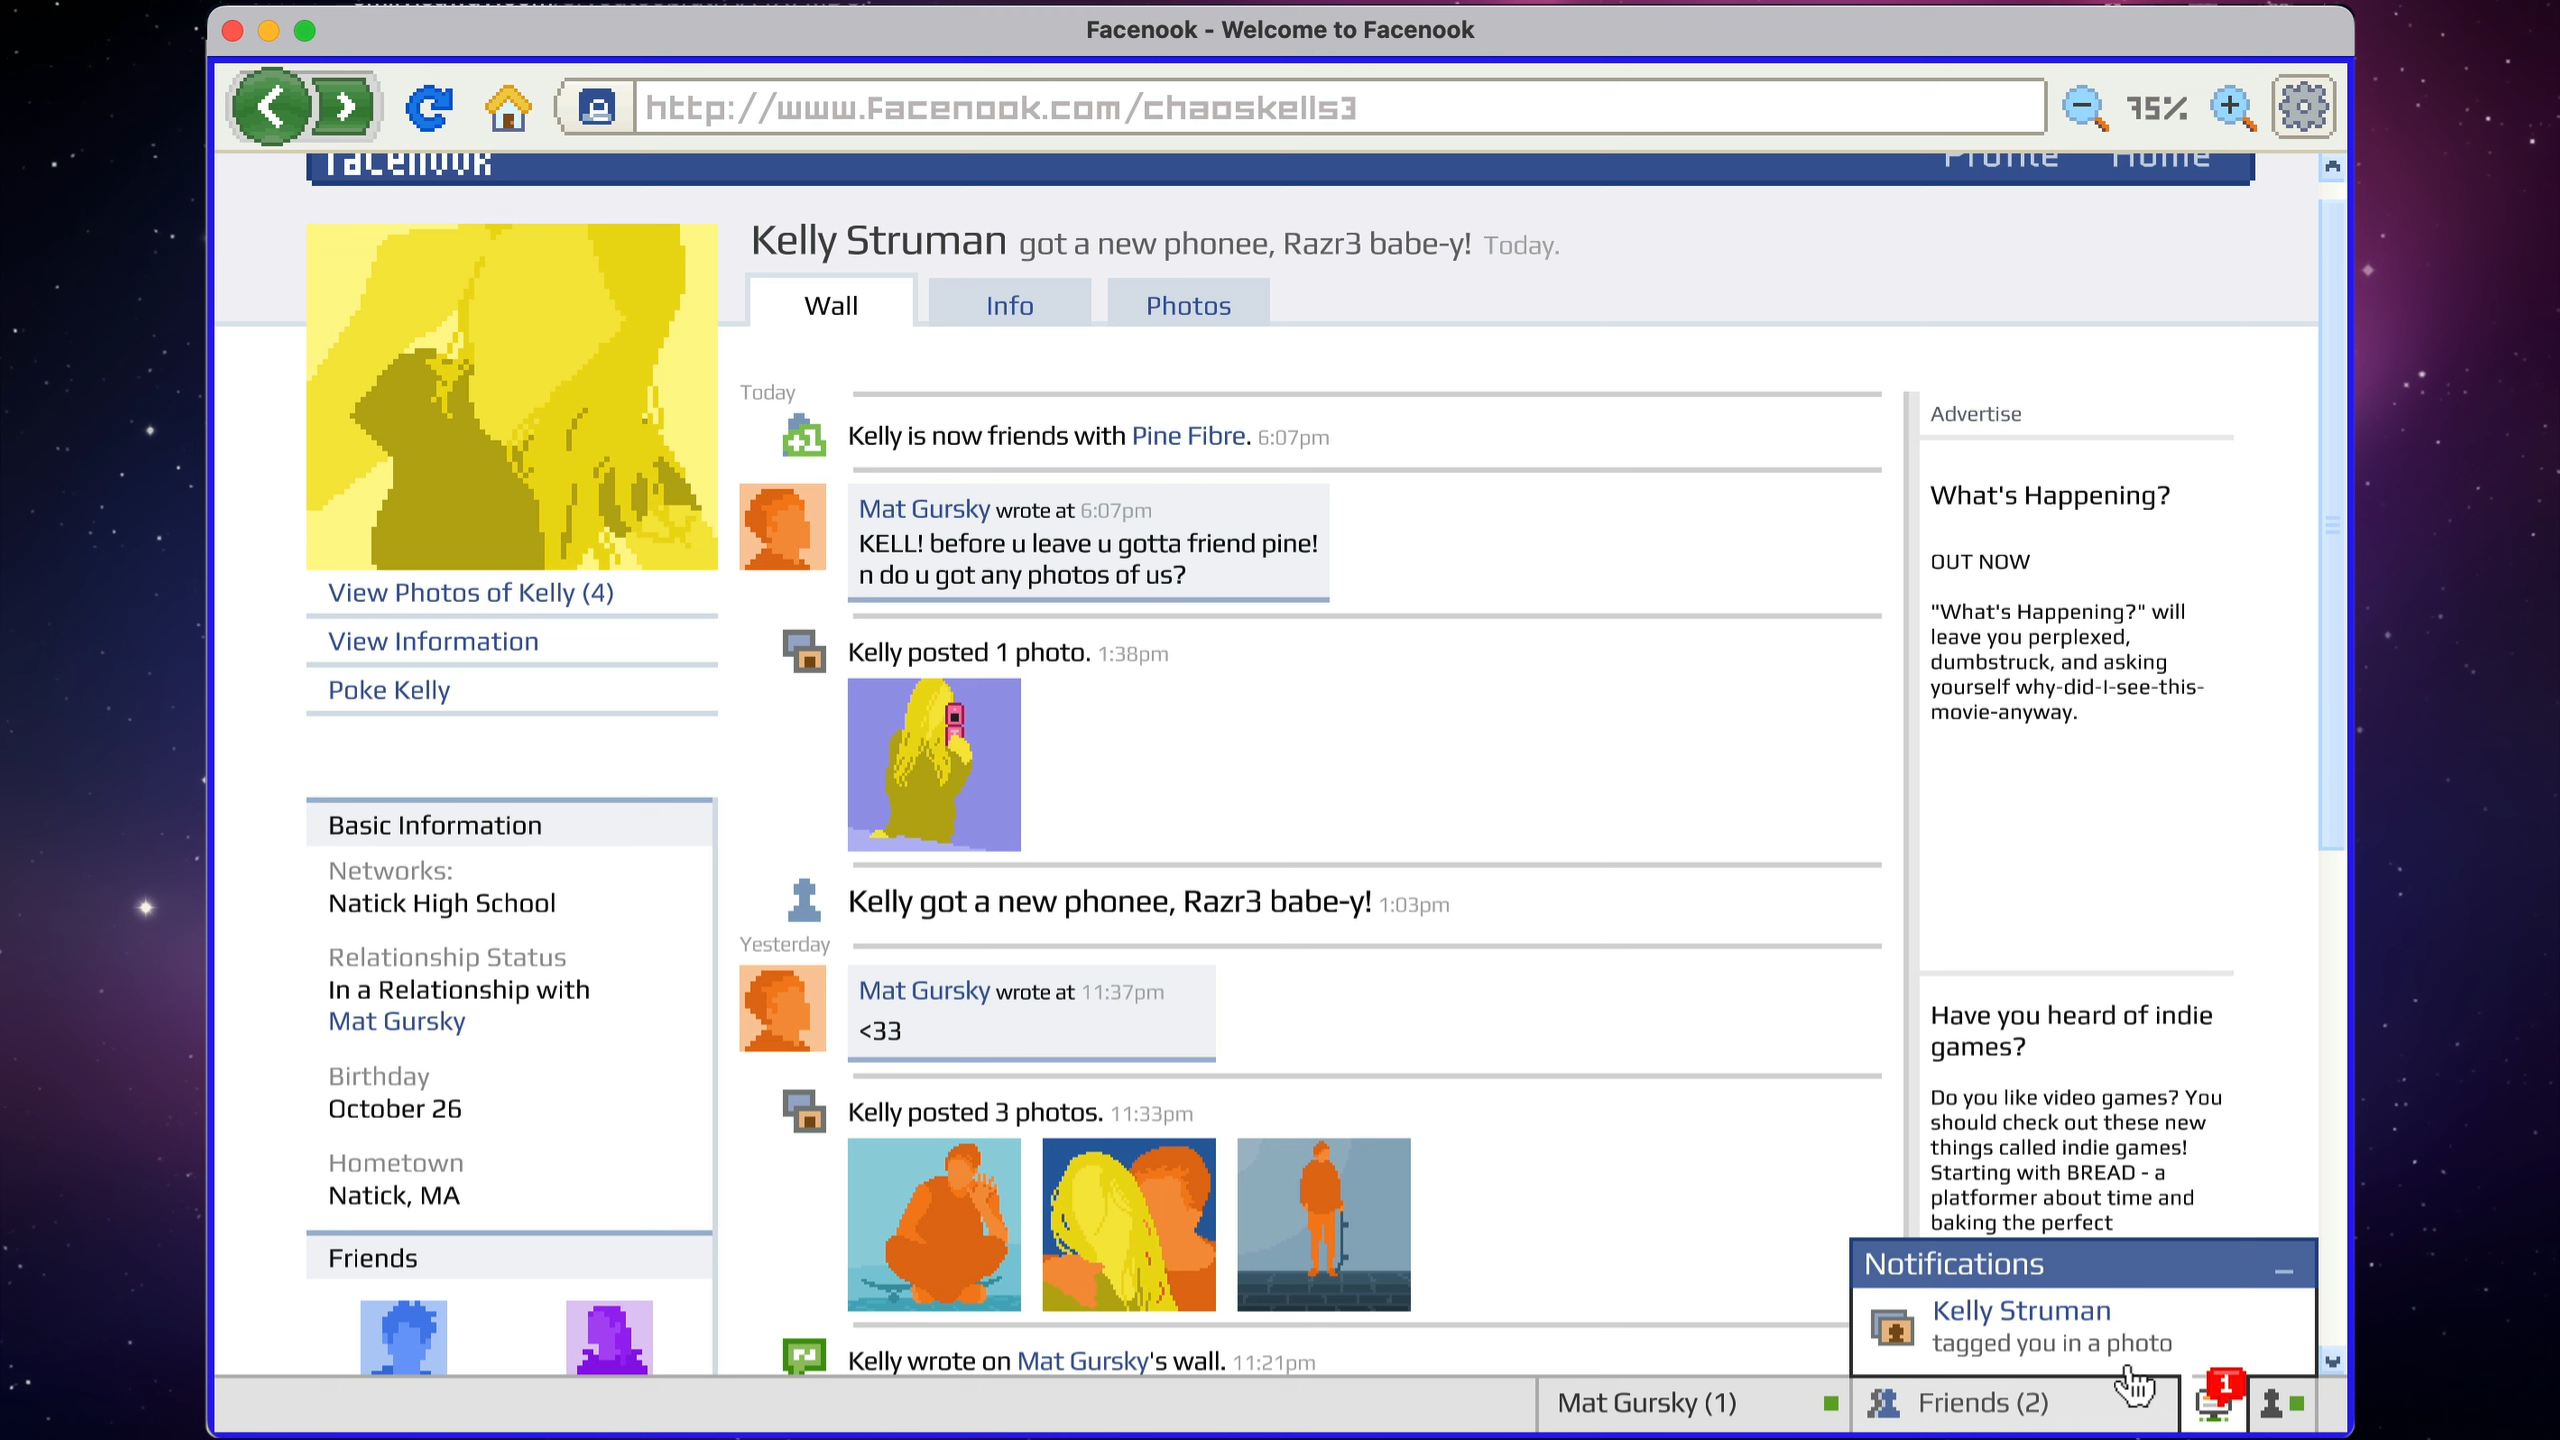 Facenook - Welcome to Facenook
http://www.Facenook.com/chaoskells3
75%
facenook
Profile
Home
Kelly Struman got a new phonee, Razr3 babe-y! Today.
Wall
Info
Photos
View Photos of Kelly (4)
View Information
Poke Kelly
Basic Information
Networks:
Natick High School
Relationship Status
In a Relationship with
Mat Gursky
Birthday
October 26
Hometown
Natick, MA
Friends
Today
+1
Kelly is now friends with Pine Fibre. 6:07pm
Mat Gursky wrote at 6:07pm
KELL! before u leave u gotta friend pine!
n do u got any photos of us?
Kelly posted 1 photo. 1:38pm
Kelly got a new phonee, Razr3 babe-y! 1:03pm
Yesterday
Mat Gursky wrote at 11:37pm
<33
Kelly posted 3 photos. 11:33pm
Kelly wrote on Mat Gursky's wall. 11:21pm
Advertise
What's Happening?
OUT NOW
"What's Happening?" will
leave you perplexed,
dumbstruck, and asking
yourself why-did-I-see-this-
movie-anyway.
Have you heard of indie
games?
Do you like video games? You
should check out these new
things called indie games!
Starting with BREAD - a
platformer about time and
baking the perfect
Notifications
Kelly Struman
tagged you in a photo
Mat Gursky (1)
Friends (2)
1